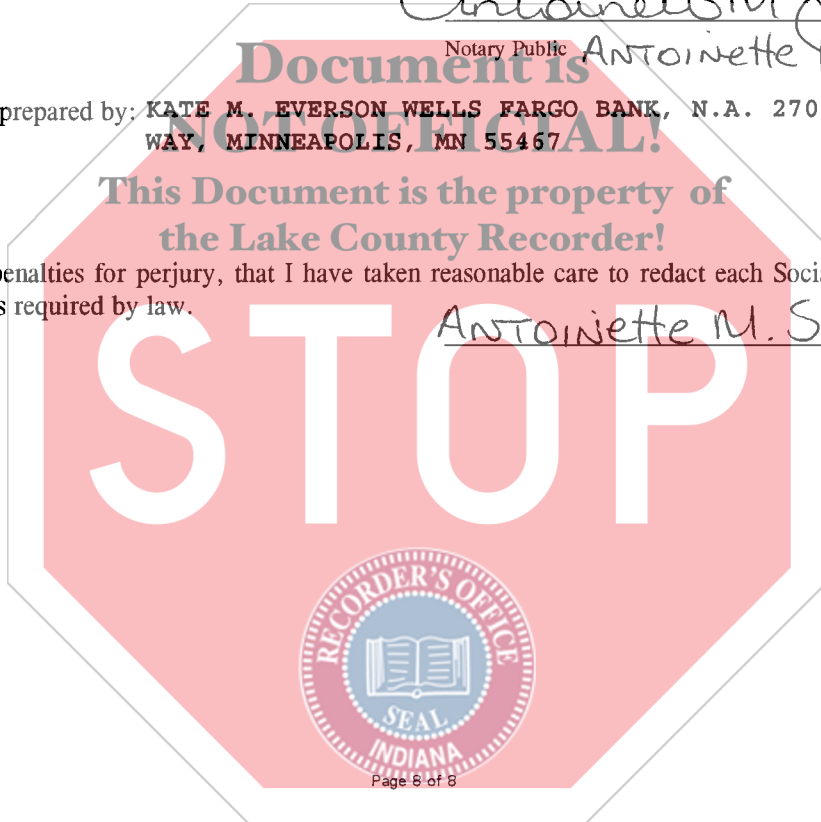 Antoinette M
Document is
Notary Public ANTOINette
prepared by: KATE M. EVERSON WELLS FARGO BANK, N.A. 270
NOT OFFICIAL!
WAY, MINNEAPOLIS, MN 55467
This Document is the property of
the Lake County Recorder!
enalties for perjury, that I have taken reasonable care to redact each Soci
s required by law.
ANTOINette M. S
STOP
RECORDER'S OFFICE
SEAL
INDIANA
Page 8 of 8